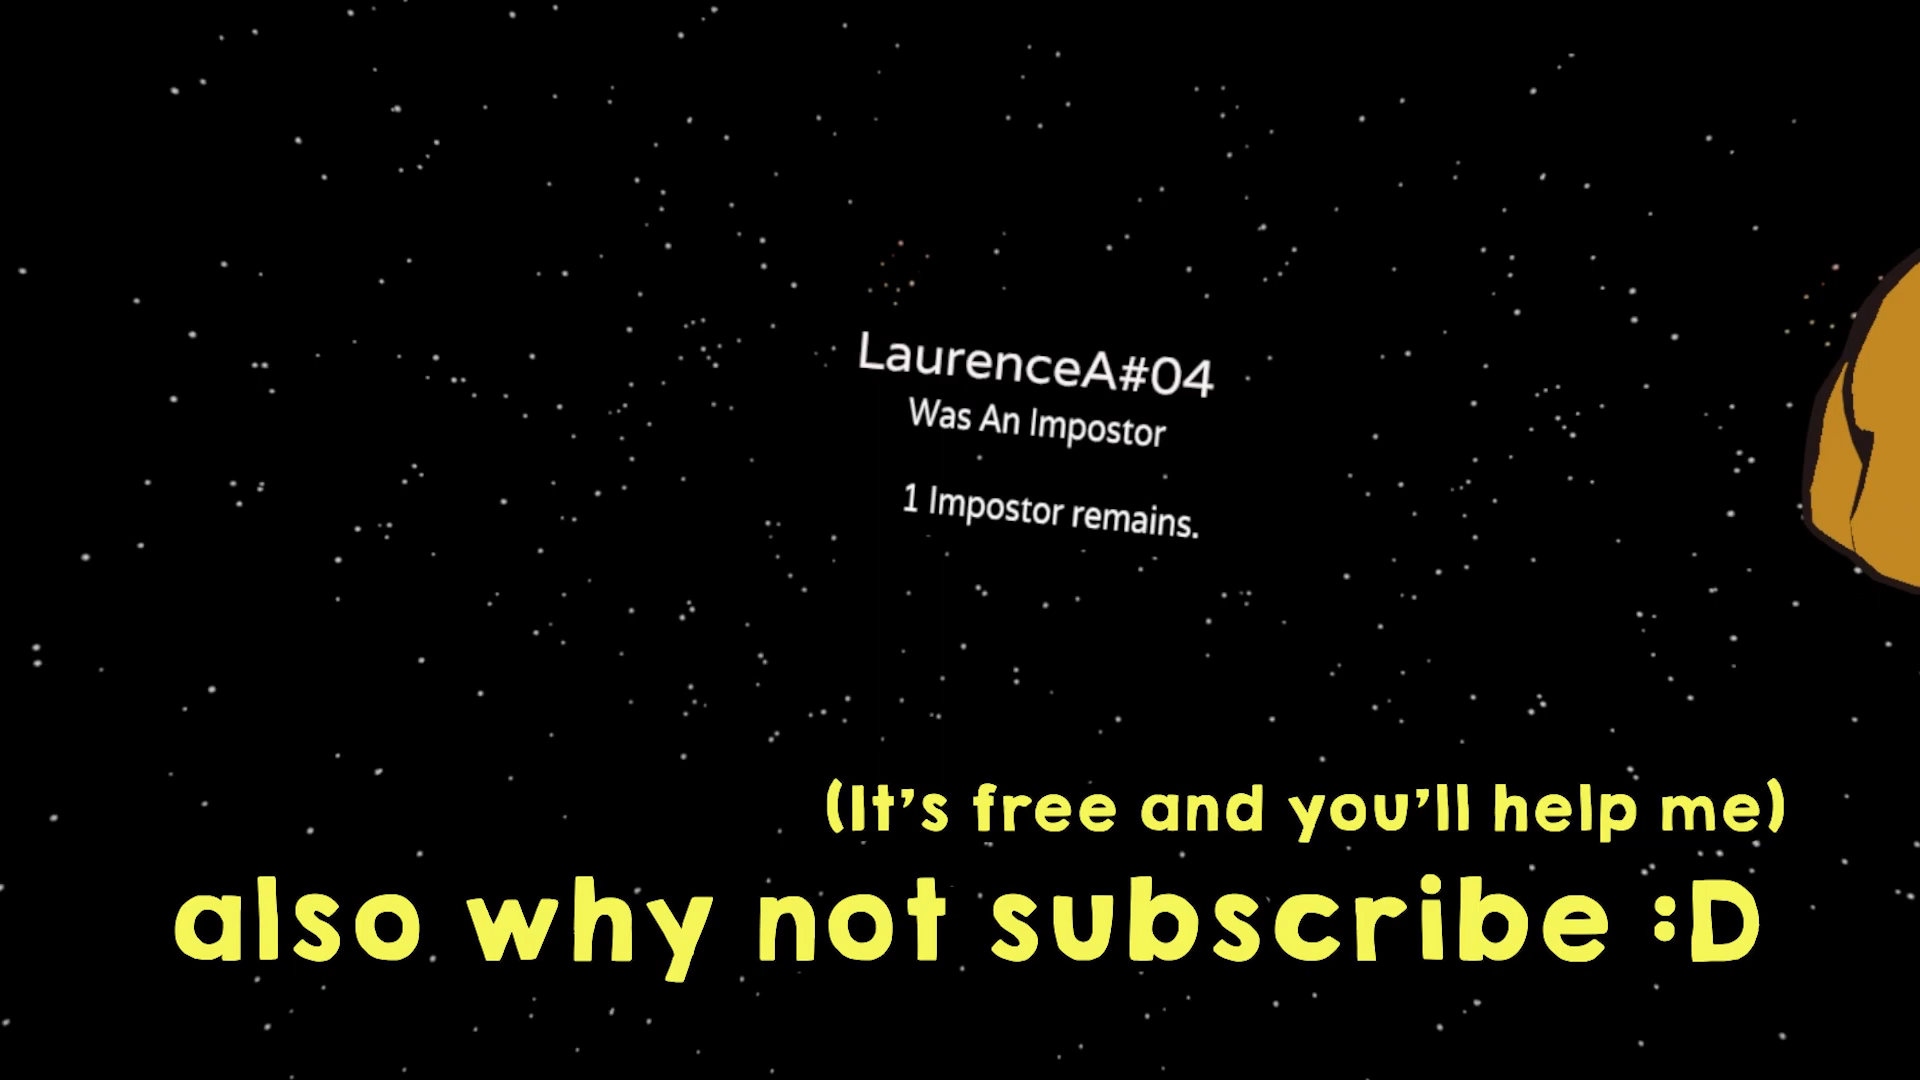 LaurenceA#04
Was An Impostor
1 Impostor remains.
(It's free and you'll help me)
also why not subscribe :D